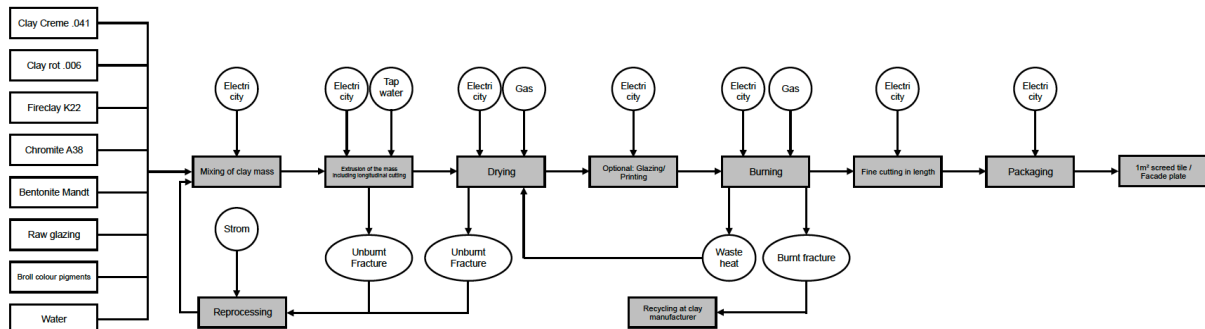 Clay Creme .041
Clay rot .006
Fireclay K22
Chromite A38
Bentonite Mandt
Raw glazing
Broll colour pigments
Water
Electri
city
Mixing of clay mass
Strom
Reprocessing
Electri
city
Tap
water
Extrusion of the mass
including longitudinal cutting
Unburnt
Fracture
Electri
city
Gas
Drying
Unburnt
Fracture
Electri
city
Optional: Glazing/
Printing
Electri
city
Gas
Burning
Waste
heat
Burnt fracture
Recycling at clay
manufacturer
Electri
city
Fine cutting in length
Electri
city
Packaging
1m² screed tile /
Facade plate